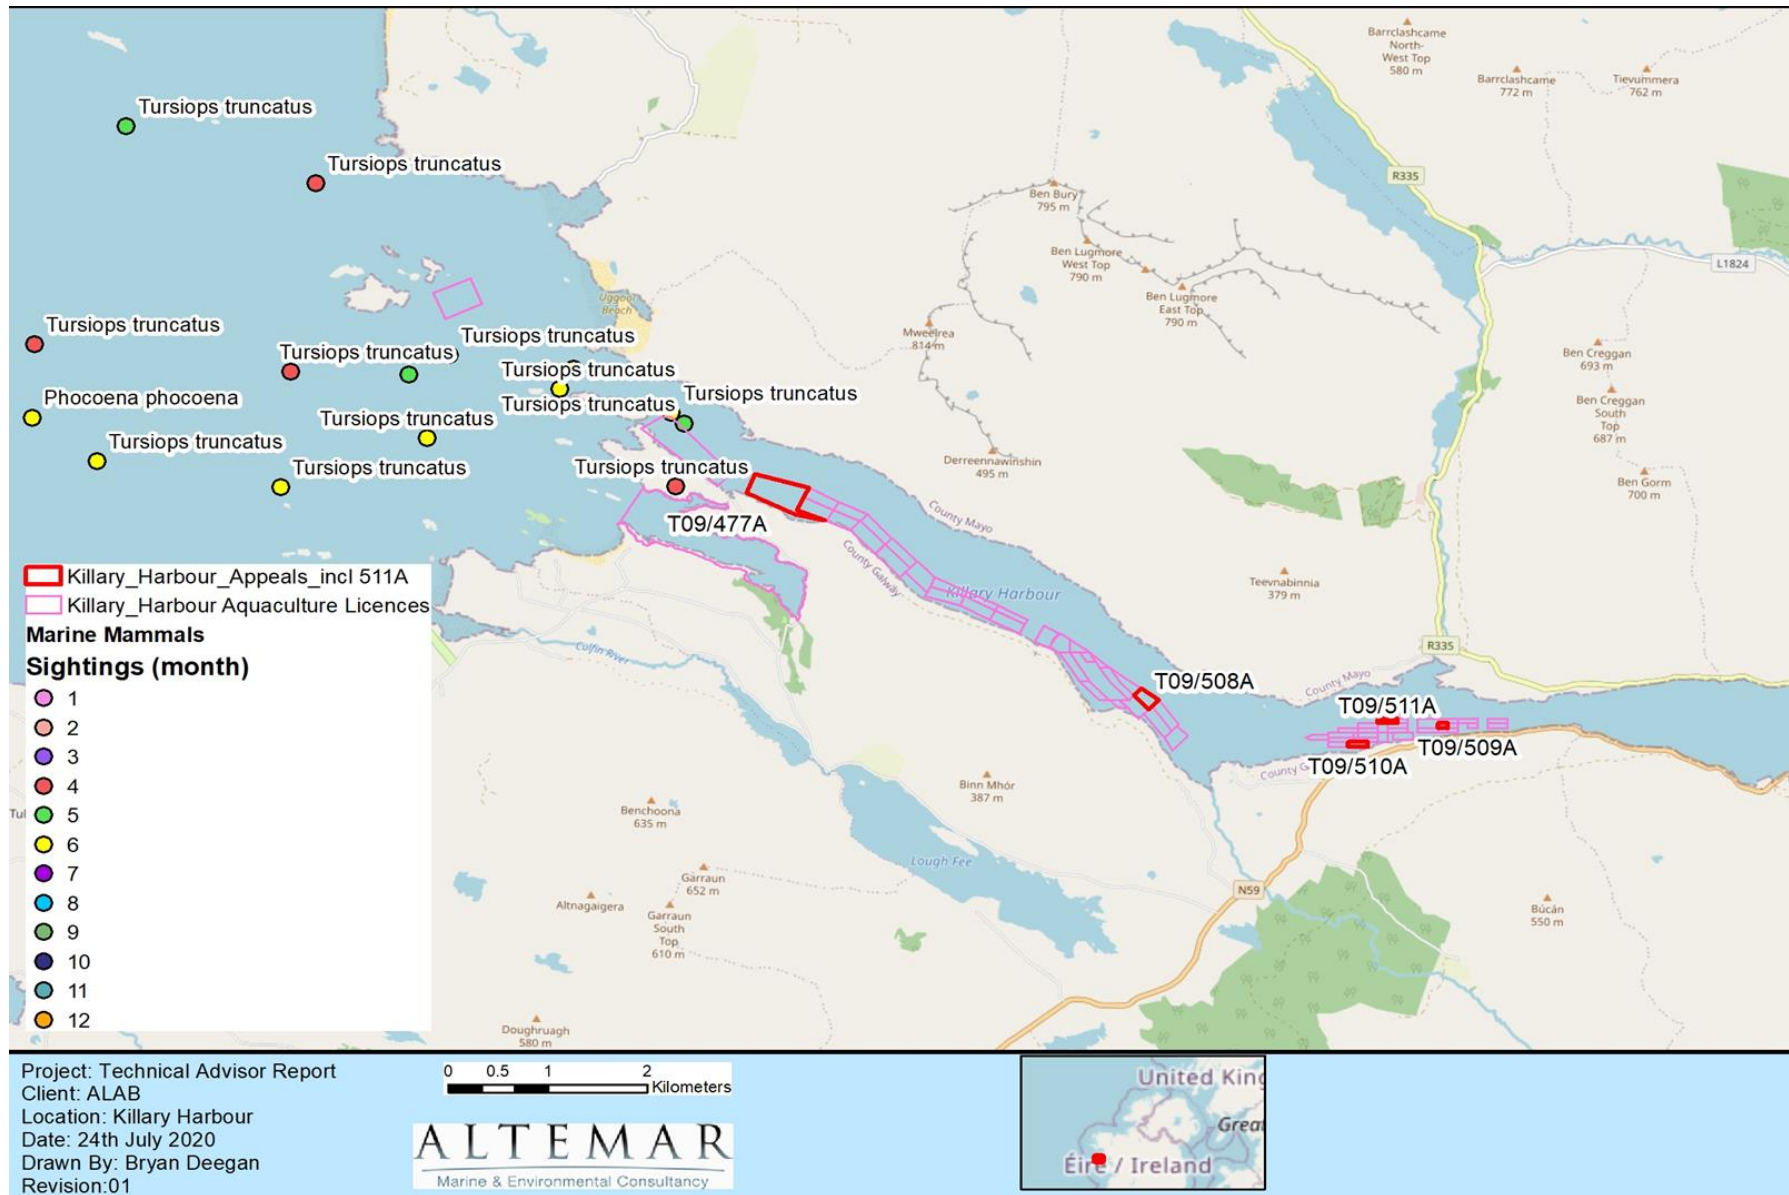 Barrclashcame
North-
West Top
580 m
Barrclashcame
772 m
Tievummera
762 m
Tursiops truncatus
Tursiops truncatus
R335
Ben Bury
795 m
Ben Lugmore
West Top
790 m
L1824
Ben Lugmore
East Top
790 m
Uggool
Beach
Mweelrea
814 m
Tursiops truncatus
Tursiops truncatus
Tursiops truncatus
Tursiops truncatus
Ben Creggan
693 m
Phocoena phocoena
Tursiops truncatus
Tursiops truncatus
Ben Creggan
South
Top
687 m
Tursiops truncatus
Tursiops truncatus
Tursiops truncatus
Tursiops truncatus
Derreennawinshin
495 m
Ben Gorm
700 m
T09/477A
County Mayo
County Galway
Killary Harbour
Teevnabinnia
379 m
Killary_Harbour_Appeals_incl 511A
Killary_Harbour Aquaculture Licences
Marine Mammals
Sightings (month)
1
2
3
4
5
6
7
8
9
10
11
12
Culfin River
R335
T09/508A
County Mayo
T09/511A
T09/509A
T09/510A
County G
Binn Mhór
387 m
Tul
Benchoona
635 m
Lough Fee
Garraun
652 m
Altnagaigera
Garraun
South
Top
610 m
N59
Búcán
550 m
Doughruagh
580 m
Project: Technical Advisor Report
Client: ALAB
Location: Killary Harbour
Date: 24th July 2020
Drawn By: Bryan Deegan
Revision:01
0 0.5 1 2
Kilometers
ALTEMAR
Marine & Environmental Consultancy
United King
Great
Éire / Ireland